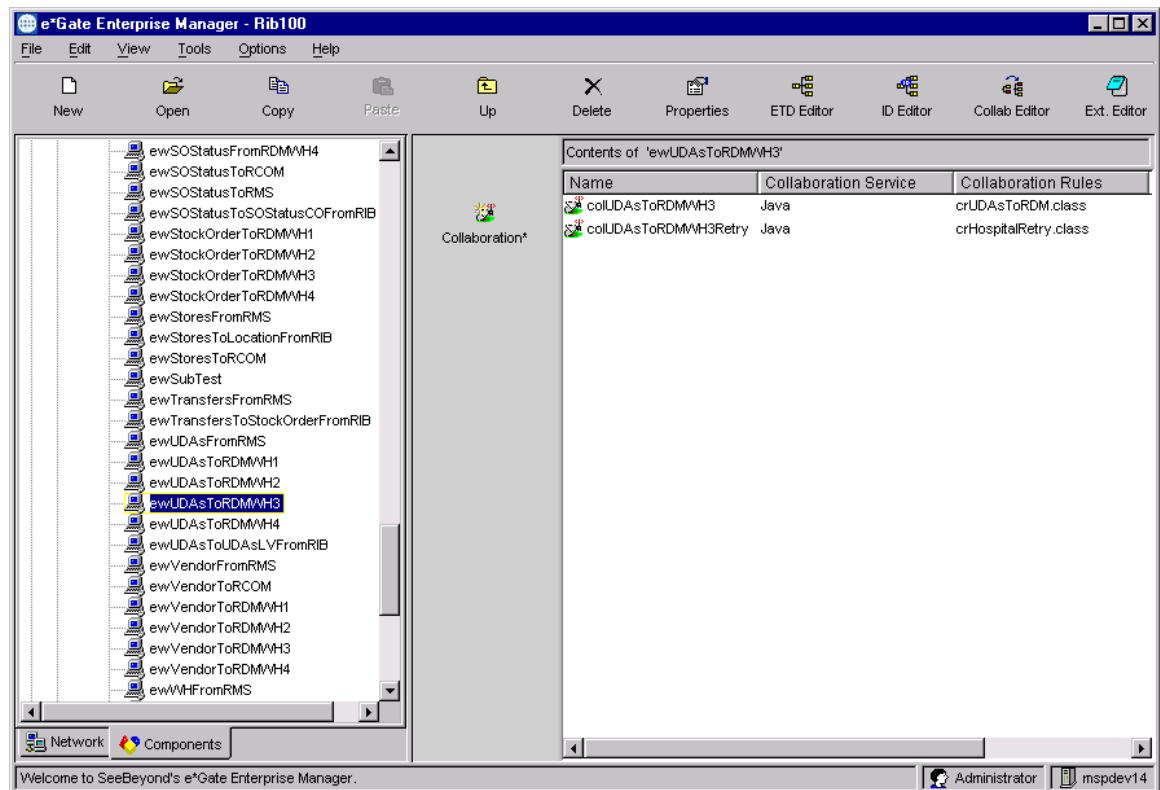 e*Gate Enterprise Manager - Rib100
File Edit View Tools Options Help
New Open Copy Paste Up Delete Properties ETD Editor ID Editor Collab Editor Ext. Editor
ewSOStatusFromRDMWH4
ewSOStatusToRCOM
ewSOStatusToRMS
ewSOStatusToSOStatusCOFromRIB
ewStockOrderToRDMWH1
ewStockOrderToRDMWH2
ewStockOrderToRDMWH3
ewStockOrderToRDMWH4
ewStoresFromRMS
ewStoresToLocationFromRIB
ewStoresToRCOM
ewSubTest
ewTransfersFromRMS
ewTransfersToStockOrderFromRIB
ewUDAsFromRMS
ewUDAsToRDMWH1
ewUDAsToRDMWH2
ewUDAsToRDMWH3
ewUDAsToRDMWH4
ewUDAsToUDAsLVFromRIB
ewVendorFromRMS
ewVendorToRCOM
ewVendorToRDMWH1
ewVendorToRDMWH2
ewVendorToRDMWH3
ewVendorToRDMWH4
ewWHFromRMS
Network Components
Collaboration*
Contents of 'ewUDAsToRDMWH3'
Name Collaboration Service Collaboration Rules
colUDAsToRDMWH3 Java crUDAsToRDM.class
colUDAsToRDMWH3Retry Java crHospitalRetry.class
Welcome to SeeBeyond's e*Gate Enterprise Manager. Administrator mspdev14